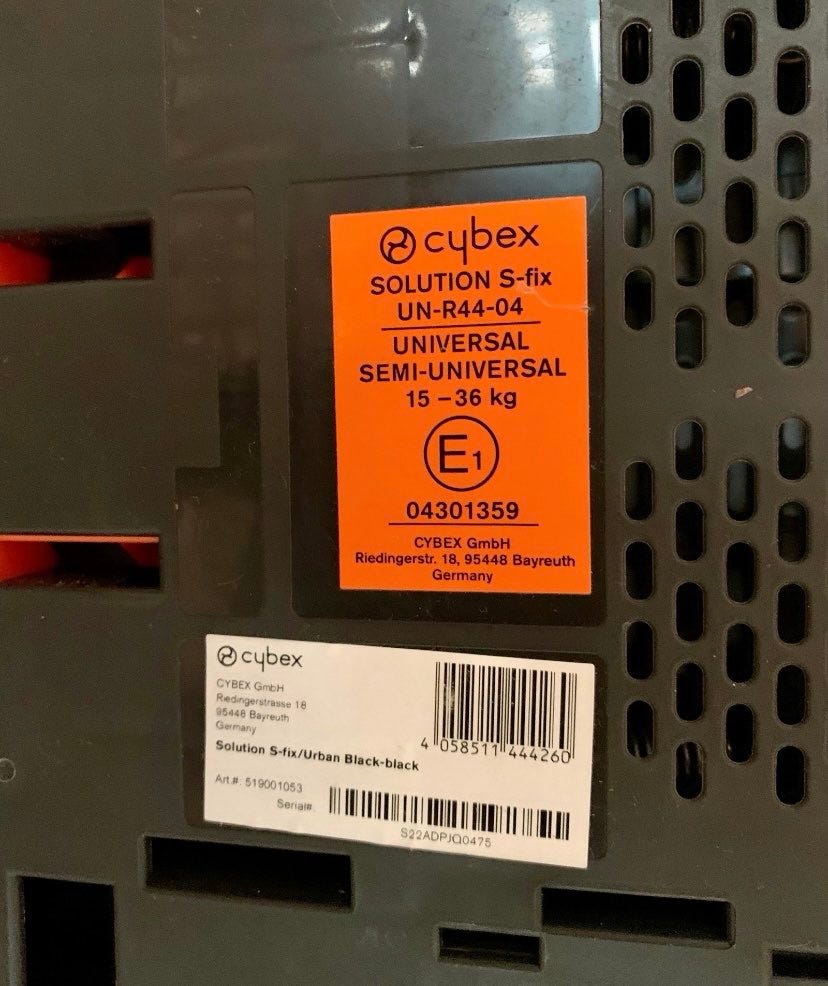 cybex
SOLUTION S-fix
UN-R44-04
UNIVERSAL
SEMI-UNIVERSAL
15 – 36 kg
E1
04301359
CYBEX GmbH
Riedingerstr. 18, 95448 Bayreuth
Germany
cybex
CYBEX GmbH
Riedingerstrasse 18
95448 Bayreuth
Germany
4 058511 444260
Solution S-fix/Urban Black-black
Art.#: 519001053
Serial#:
S22ADPJQ0475